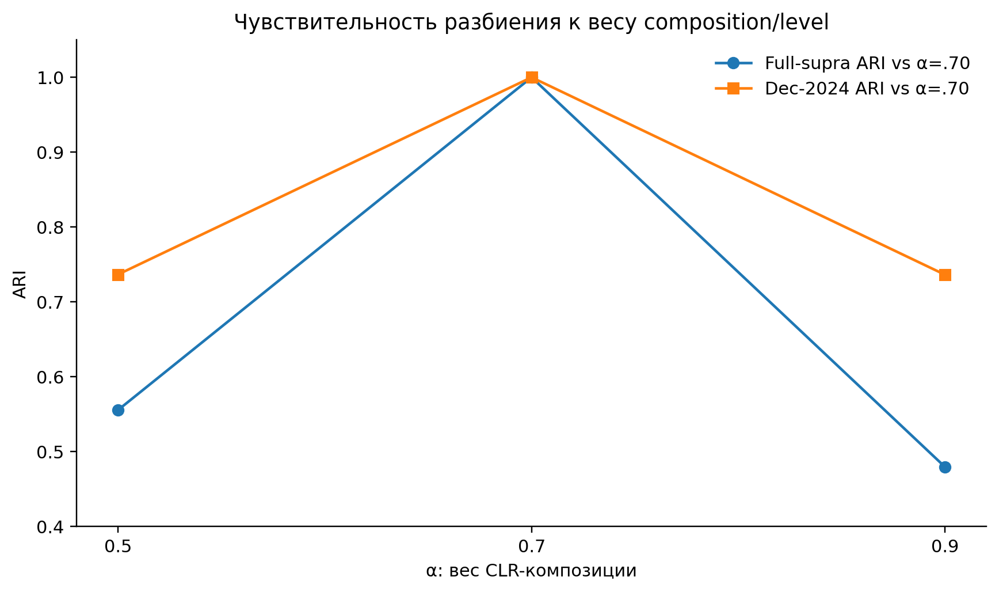 Чувствительность разбиения к весу composition/level
Full-supra ARI vs α=.70
Dec-2024 ARI vs α=.70
1.0
0.9
0.8
0.7
0.6
0.5
0.4
ARI
0.5
0.7
0.9
α: вес CLR-композиции